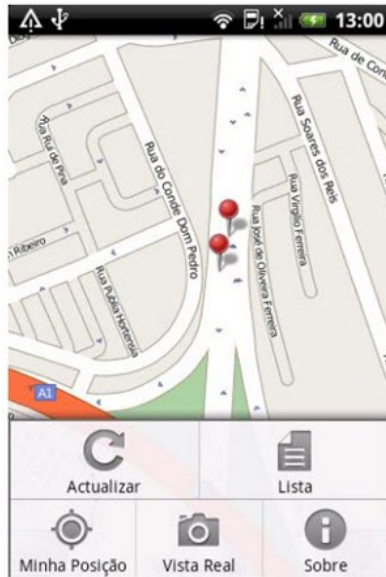 13:00
Rua de Con
Rua Soares dos Reis
Rua Rui de Pina
Rua do Conde Dom Pedro
Rua Virgílio Ferreira
Rua José de Oliveira Ferreira
Ribeiro
Rua Publia Hortensia
A1
Actualizar
Lista
Minha Posição
Vista Real
Sobre